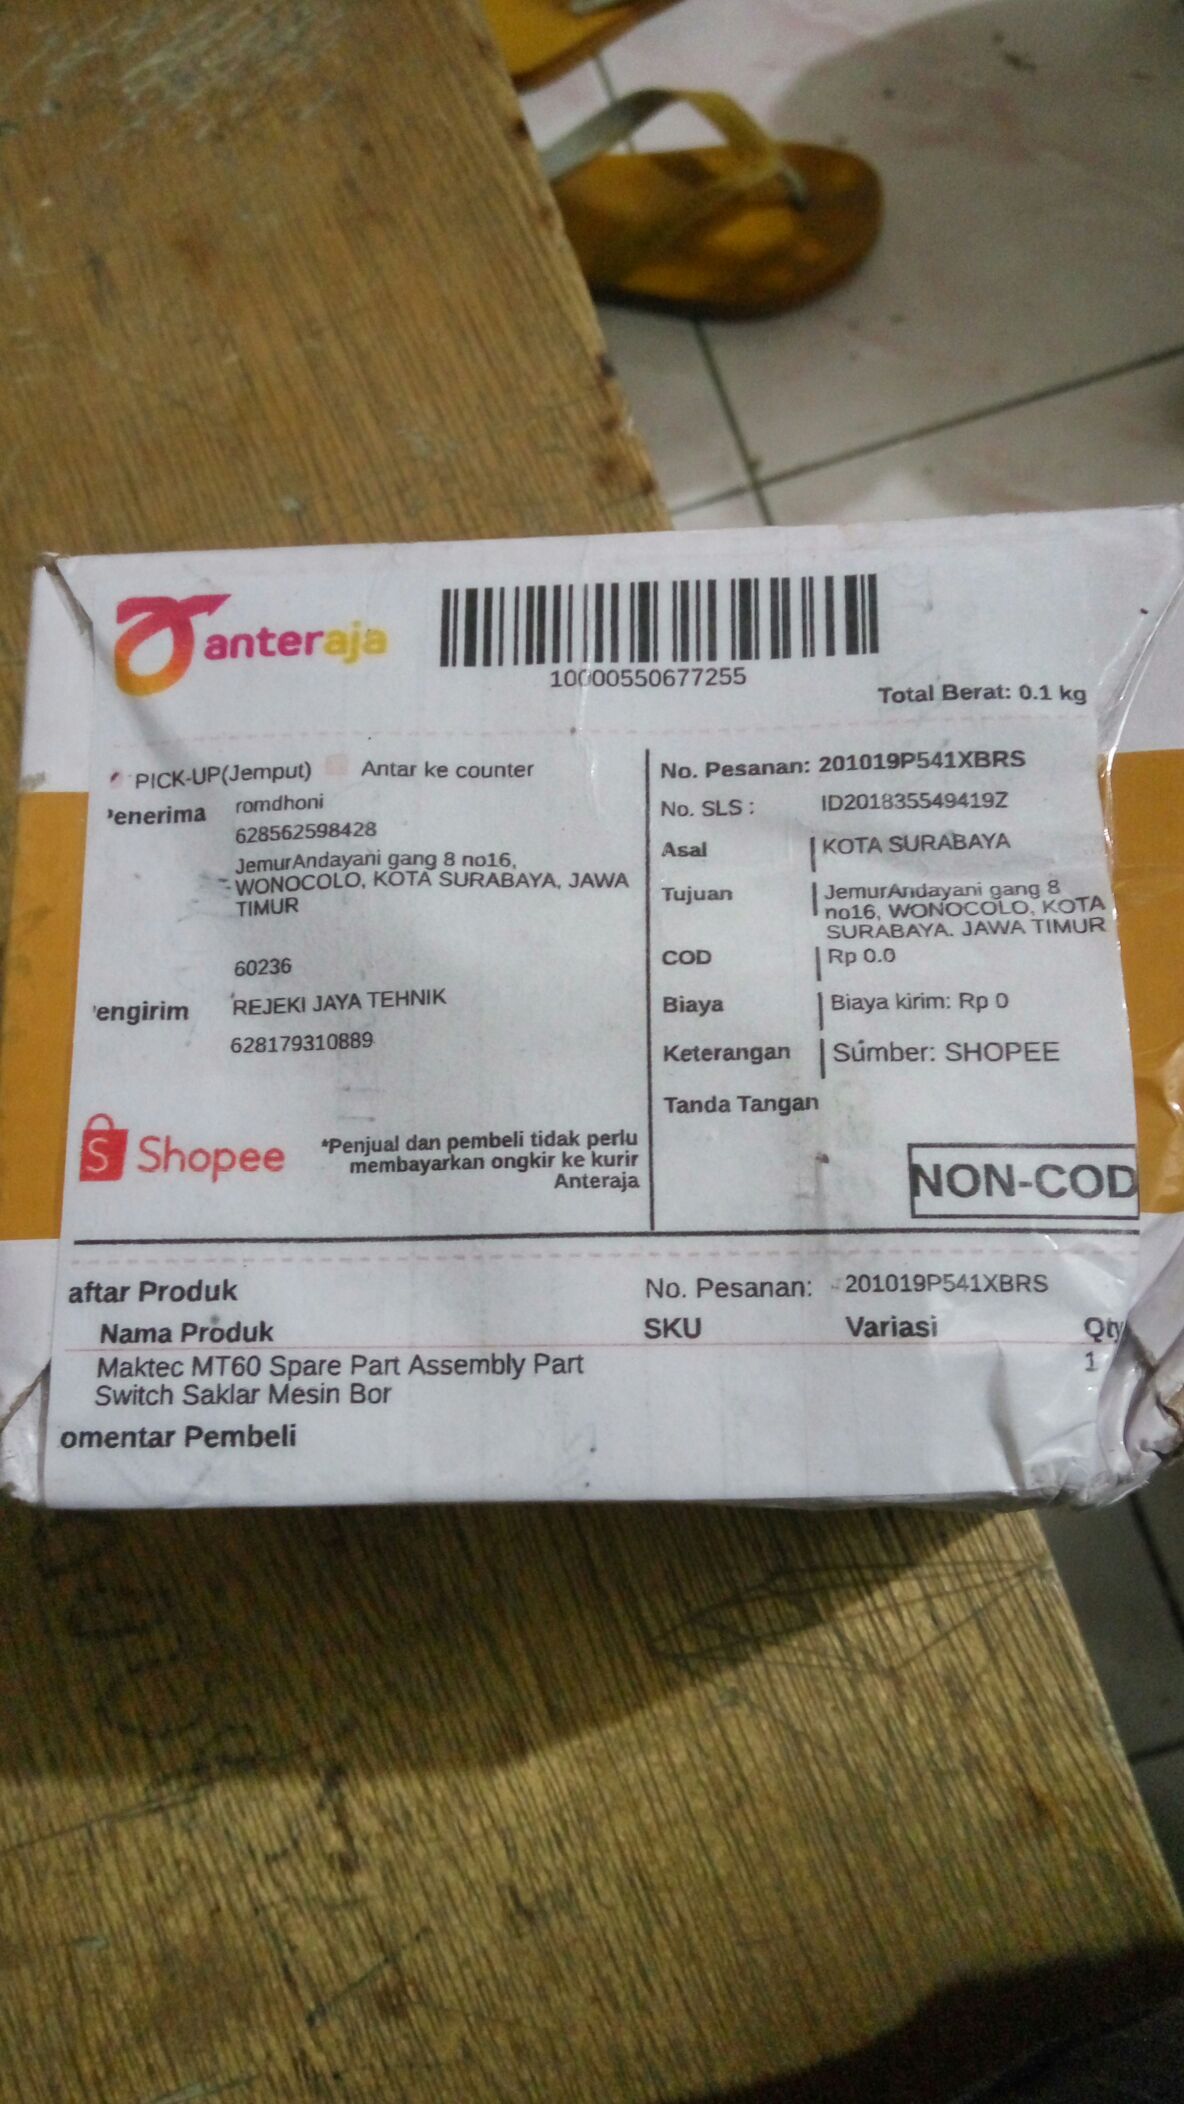 anteraja
10000550677255
Total Berat: 0.1 kg
PICK-UP(Jemput) Antar ke counter
enerima romdhoni
628562598428
JemurAndayani gang 8 no16,
WONOCOLO, KOTA SURABAYA, JAWA
TIMUR
60236
engirim REJEKI JAYA TEHNIK
628179310889
Shopee
*Penjual dan pembeli tidak perlu
membayarkan ongkir ke kurir
Anteraja
No. Pesanan: 201019P541XBRS
No. SLS : ID201835549419Z
Asal KOTA SURABAYA
Tujuan JemurAndayani gang 8
no16, WONOCOLO, KOTA
SURABAYA. JAWA TIMUR
COD Rp 0.0
Biaya Biaya kirim: Rp 0
Keterangan Sumber: SHOPEE
Tanda Tangan
NON-COD
aftar Produk No. Pesanan: 201019P541XBRS
Nama Produk SKU Variasi Qty
Maktec MT60 Spare Part Assembly Part 1
Switch Saklar Mesin Bor
omentar Pembeli